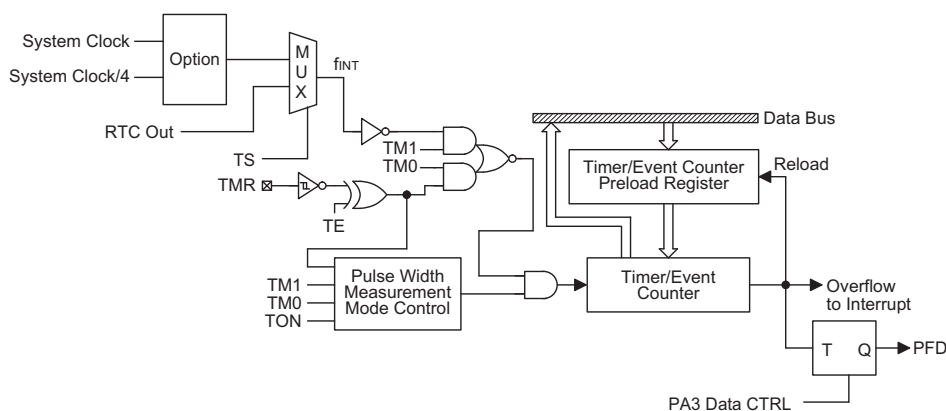 System Clock
System Clock/4
Option
M
U
X
fINT
RTC Out
TS
TM1
TM0
TMR
TE
Data Bus
Timer/Event Counter
Preload Register
Reload
TM1
TM0
TON
Pulse Width
Measurement
Mode Control
Timer/Event
Counter
Overflow
to Interrupt
T Q
PFD
PA3 Data CTRL